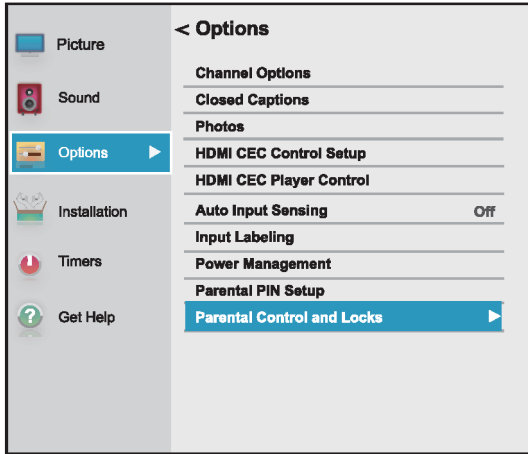 Picture
Sound
Options
Installation
Timers
Get Help
< Options
Channel Options
Closed Captions
Photos
HDMI CEC Control Setup
HDMI CEC Player Control
Auto Input Sensing Off
Input Labeling
Power Management
Parental PIN Setup
Parental Control and Locks